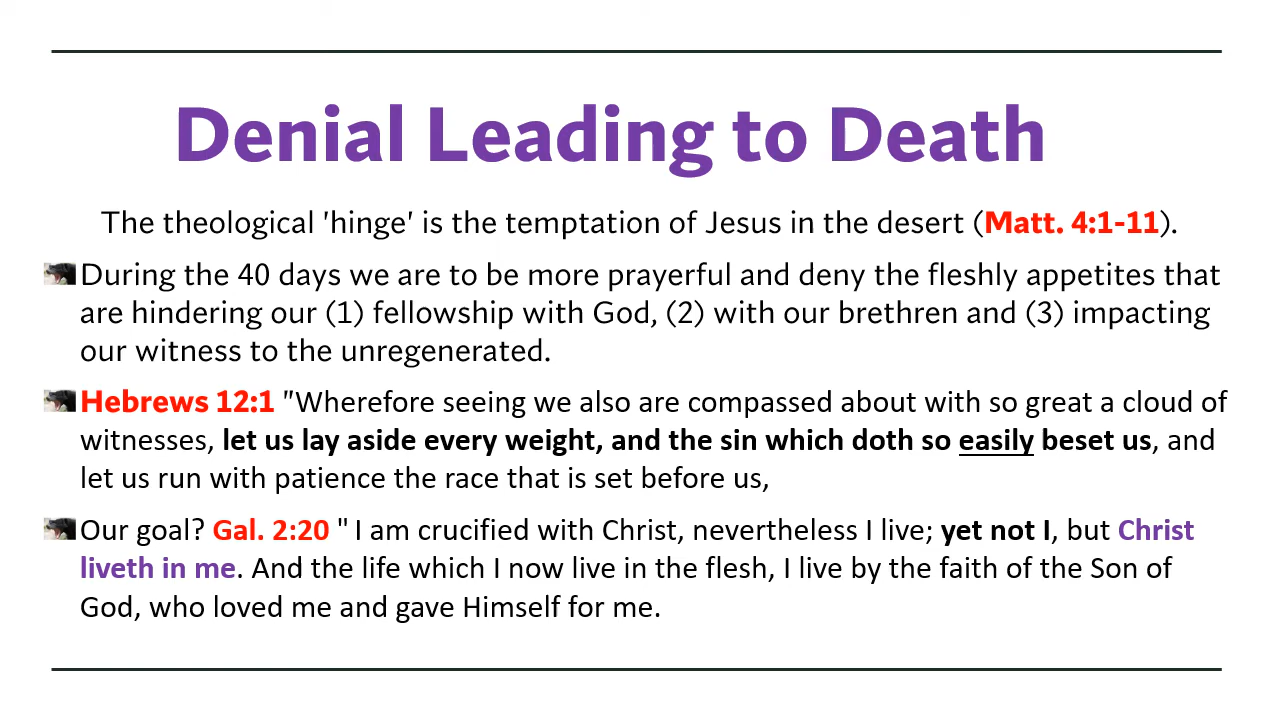 Denial Leading to Death
The theological 'hinge' is the temptation of Jesus in the desert (Matt. 4:1-11).
During the 40 days we are to be more prayerful and deny the fleshly appetites that
are hindering our (1) fellowship with God, (2) with our brethren and (3) impacting
our witness to the unregenerated.
Hebrews 12:1 "Wherefore seeing we also are compassed about with so great a cloud of
witnesses, let us lay aside every weight, and the sin which doth so easily beset us, and
let us run with patience the race that is set before us,
Our goal? Gal. 2:20 " I am crucified with Christ, nevertheless I live; yet not I, but Christ
liveth in me. And the life which I now live in the flesh, I live by the faith of the Son of
God, who loved me and gave Himself for me.